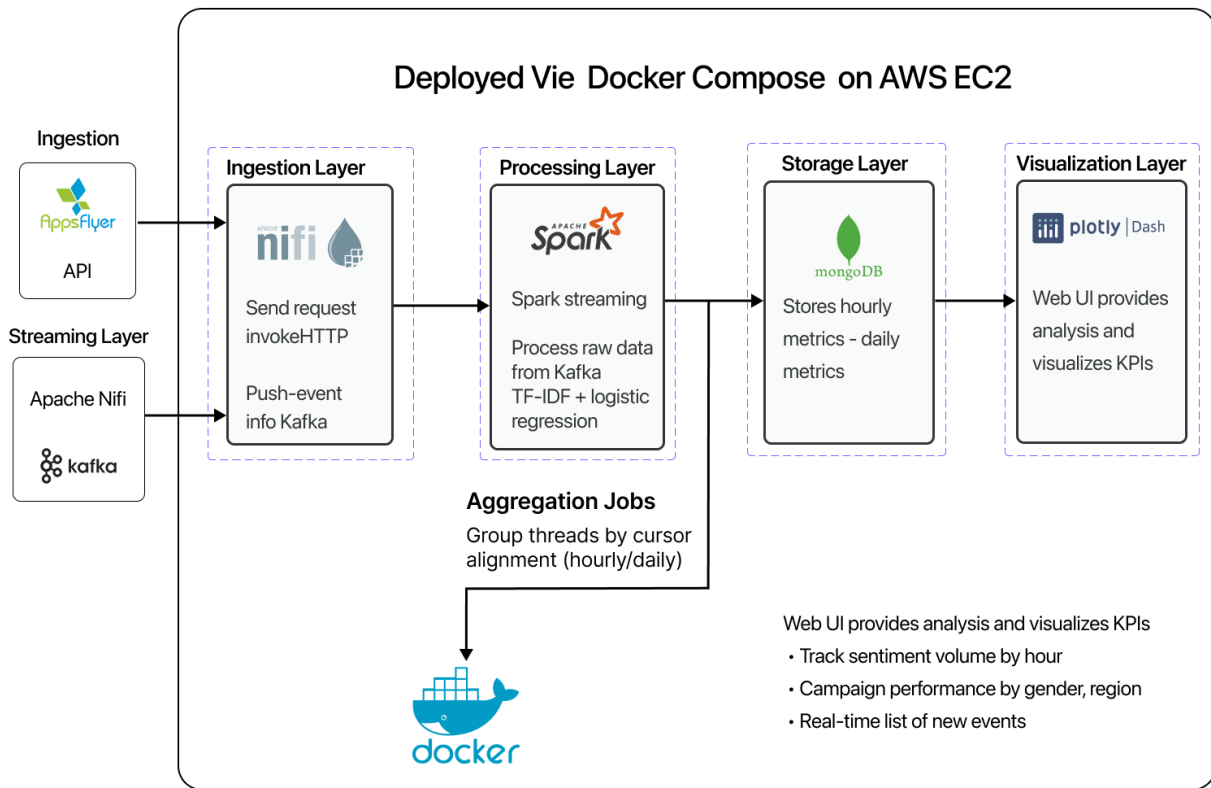 Deployed Vie Docker Compose on AWS EC2
Ingestion
AppsFlyer
API
Streaming Layer
Apache Nifi
kafka
Ingestion Layer
APACHE
nifi
Send request
invokeHTTP
Push-event
info Kafka
Processing Layer
APACHE
Spark
Spark streaming
Process raw data
from Kafka
TF-IDF + logistic
regression
Storage Layer
mongoDB
Stores hourly
metrics - daily
metrics
Visualization Layer
plotly | Dash
Web UI provides
analysis and
visualizes KPIs
Aggregation Jobs
Group threads by cursor
alignment (hourly/daily)
docker
Web UI provides analysis and visualizes KPIs
• Track sentiment volume by hour
• Campaign performance by gender, region
• Real-time list of new events